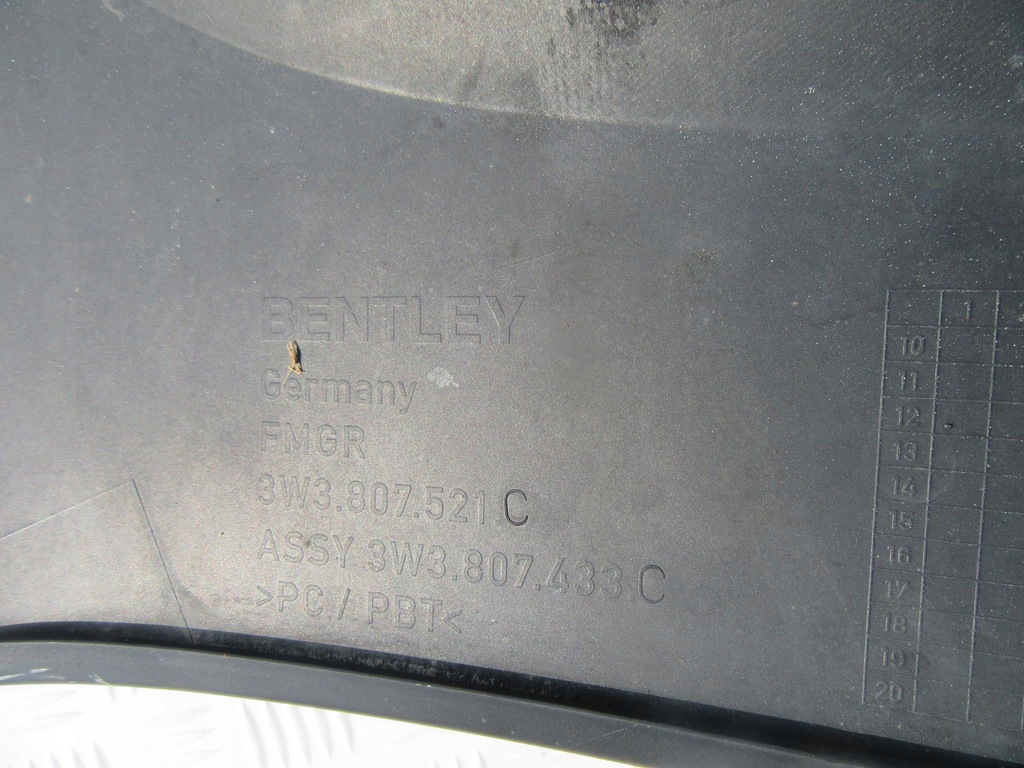 BENTLEY
Germany
FMGR
3W3.807.521.C
ASSY.3W3.807.433.C
>PC / PBT<
1
10
11
12
13
14
15
16
17
18
19
20